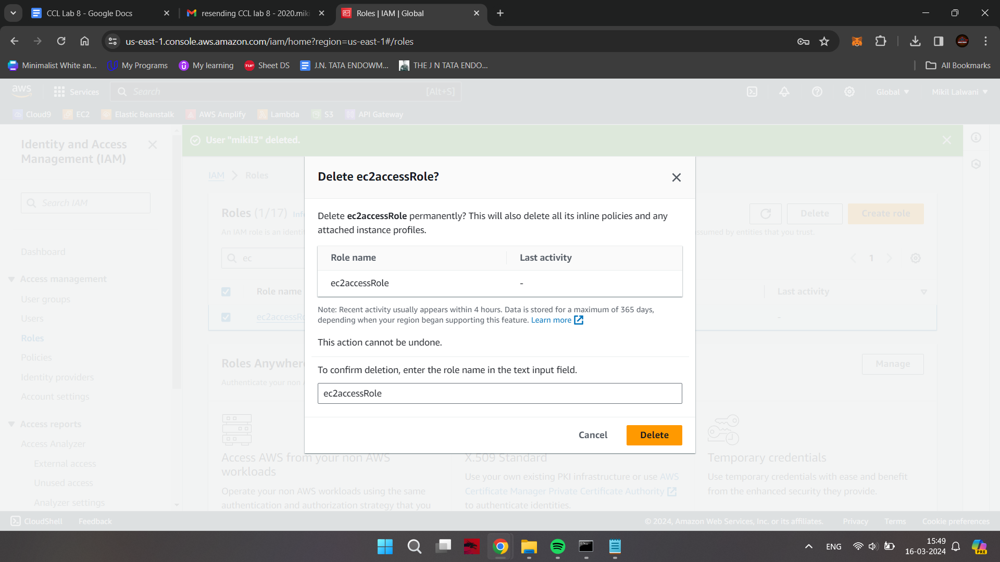 CCL Lab 8 - Google Docs
resending CCL lab 8 - 2020.miki
Roles | IAM | Global
us-east-1.console.aws.amazon.com/iam/home?region=us-east-1#/roles
Minimalist White an...
My Programs
My learning
Sheet DS
J.N. TATA ENDOWM...
THE J N TATA ENDO...
All Bookmarks
aws
Services
Search
[Alt+S]
Global
Mikil Lalwani
Cloud9
EC2
Elastic Beanstalk
AWS Amplify
Lambda
S3
API Gateway
Identity and Access
Management (IAM)
Search IAM
Dashboard
Access management
User groups
Users
Roles
Policies
Identity providers
Account settings
Access reports
Access Analyzer
External access
Unused access
Analyzer settings
User "mikil3" deleted.
IAM
Roles
Roles (1/17) Info
Delete
Create role
An IAM role is an identi
ssumed by entities that you trust.
ec
1
Role name
Last activity
ec2accessRo
-
Roles Anywher
Manage
Authenticate your non
Delete ec2accessRole?
Delete ec2accessRole permanently? This will also delete all its inline policies and any
attached instance profiles.
Role name
Last activity
ec2accessRole
-
Note: Recent activity usually appears within 4 hours. Data is stored for a maximum of 365 days,
depending when your region began supporting this feature. Learn more
This action cannot be undone.
To confirm deletion, enter the role name in the text input field.
ec2accessRole
Cancel
Delete
Access AWS from your non AWS
workloads
Operate your non AWS workloads using the same
authentication and authorization strategy that you
X.509 Standard
Use your own existing PKI infrastructure or use AWS
Certificate Manager Private Certificate Authority
to authenticate identities.
Temporary credentials
Use temporary credentials with ease and benefit
from the enhanced security they provide.
CloudShell
Feedback
© 2024, Amazon Web Services, Inc. or its affiliates.
Privacy
Terms
Cookie preferences
ENG
15:49
16-03-2024
PRE